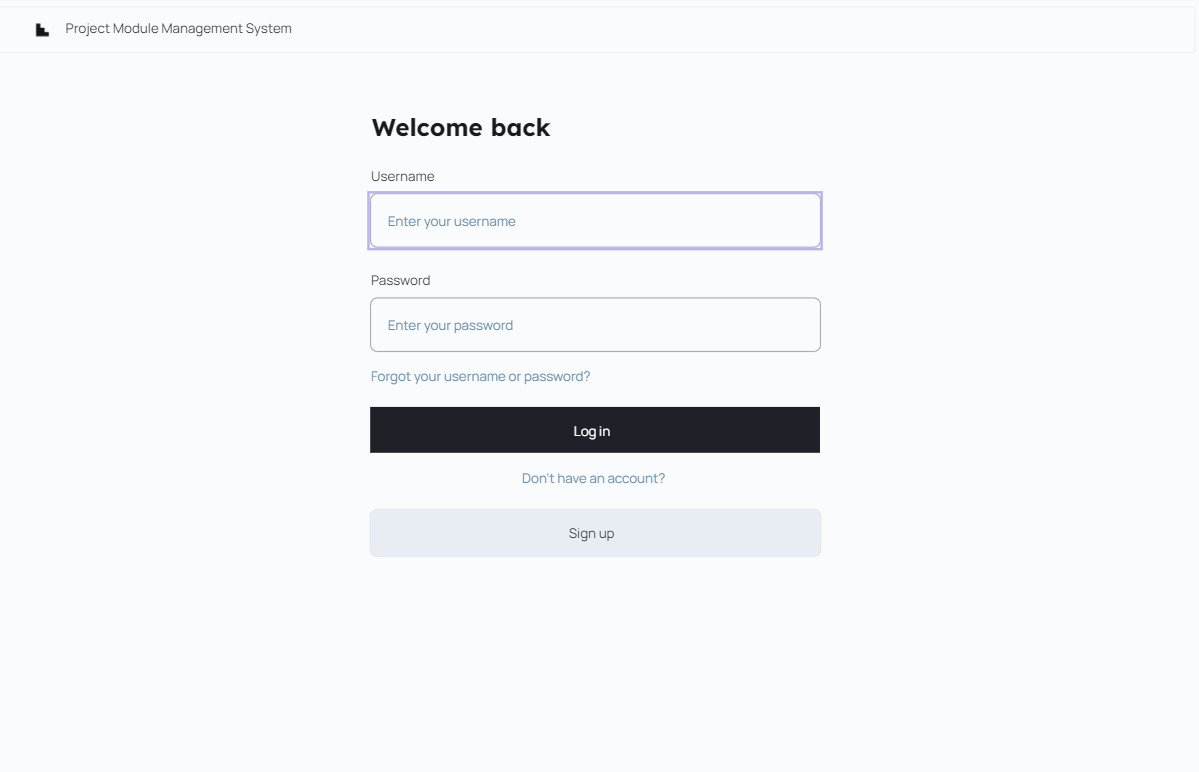 Project Module Management System
Welcome back
Username
Enter your username
Password
Enter your password
Forgot your username or password?
Log in
Don't have an account?
Sign up